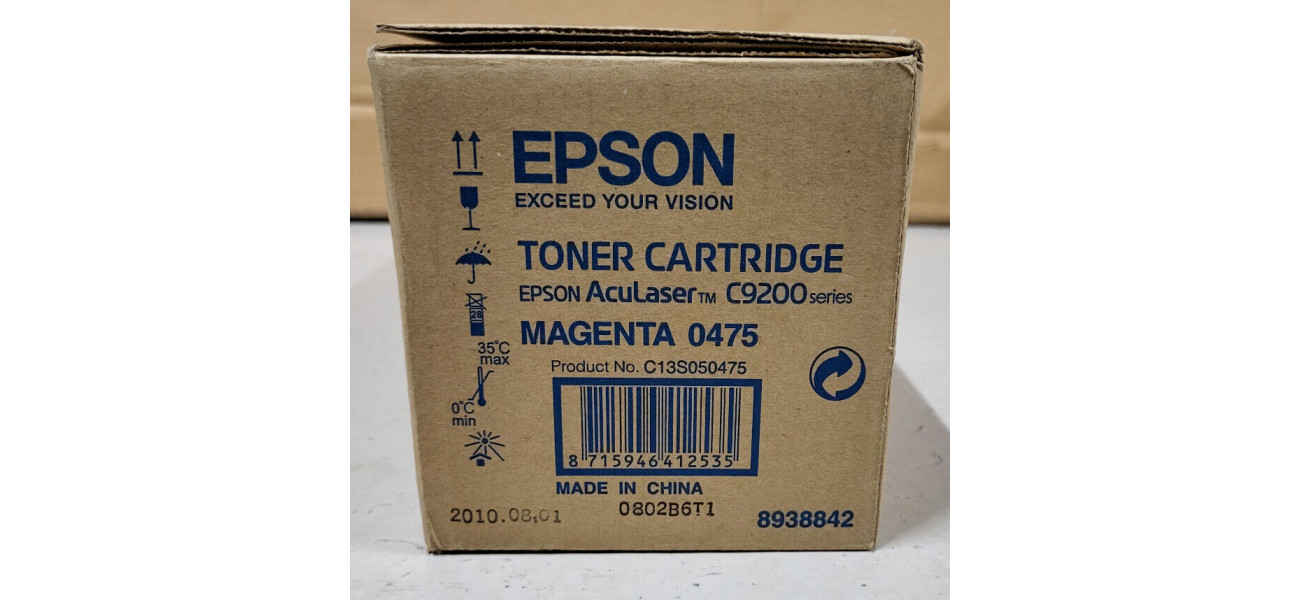 EPSON
EXCEED YOUR VISION
TONER CARTRIDGE
EPSON AcuLaser™ C9200 series
MAGENTA 0475
Product No. C13S050475
28
35°C
max
0°C
min
8 715946 412535
MADE IN CHINA
0802B6T1
2010.08.01
8938842